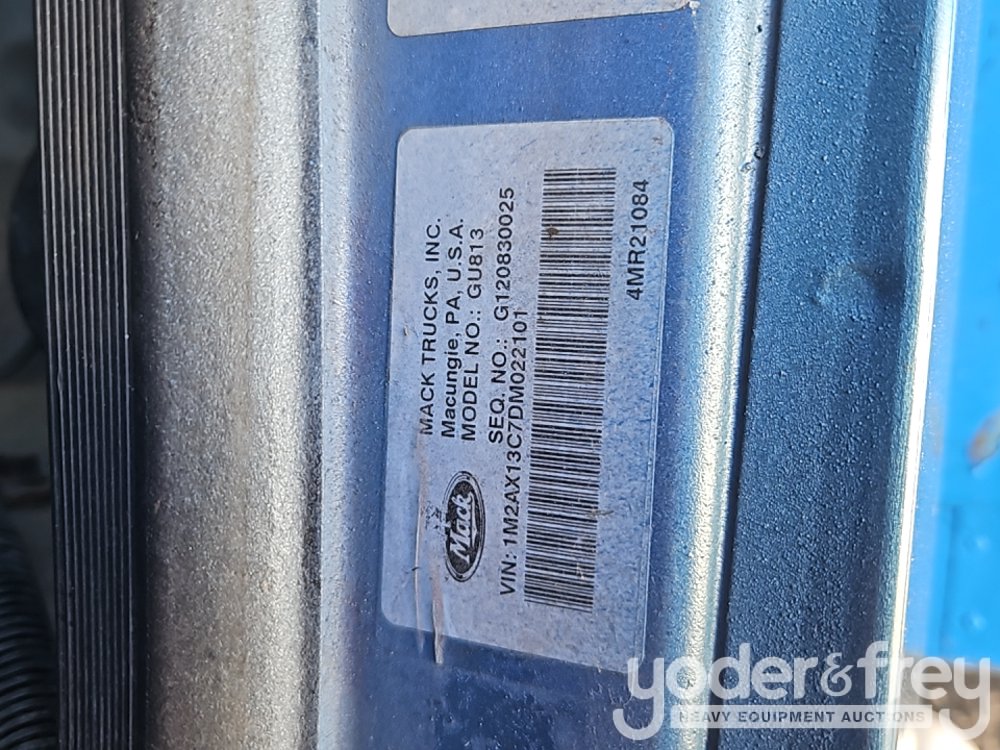 MACK TRUCKS, INC.
Macungie, PA, U.S.A.
MODEL NO.: GU813
SEQ. NO.: G120830025
Mack
VIN: 1M2AX13C7DM022101
4MR21084
yoder&frey
HEAVY EQUIPMENT AUCTIONS